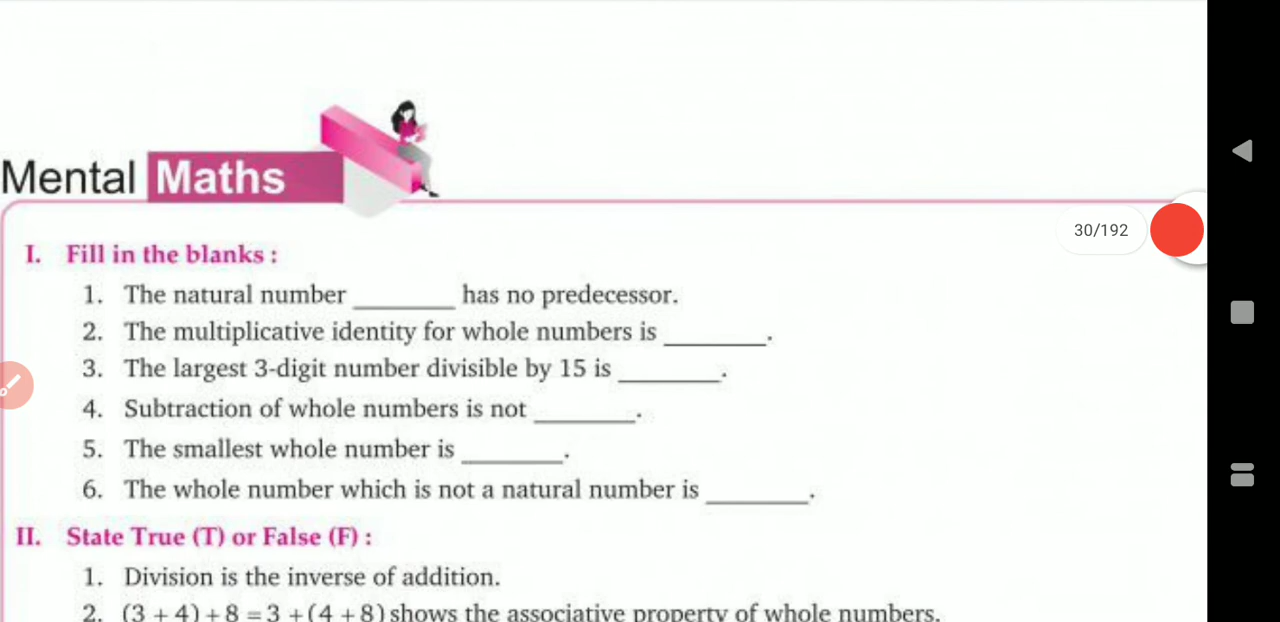 Mental Maths
30/192
I. Fill in the blanks :
1. The natural number ________ has no predecessor.
2. The multiplicative identity for whole numbers is ________.
3. The largest 3-digit number divisible by 15 is ________.
4. Subtraction of whole numbers is not ________.
5. The smallest whole number is ________.
6. The whole number which is not a natural number is ________.
II. State True (T) or False (F) :
1. Division is the inverse of addition.
2. (3 + 4) + 8 = 3 + (4 + 8) shows the associative property of whole numbers.